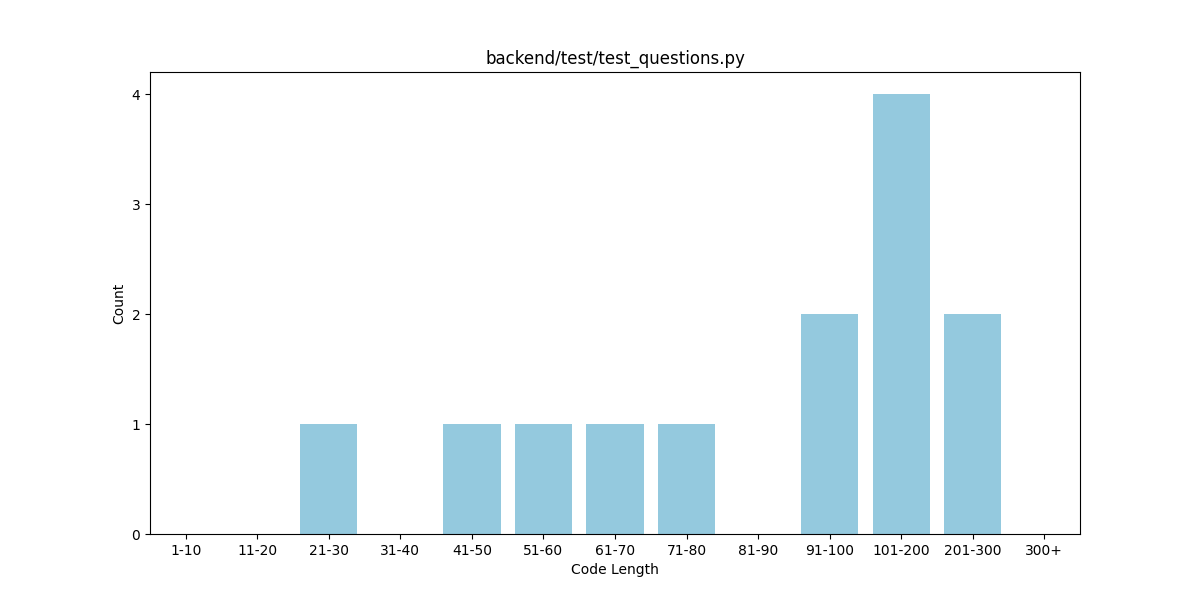 backend/test/test_questions.py
4
3
2
1
0
Count
1-10 11-20 21-30 31-40 41-50 51-60 61-70 71-80 81-90 91-100 101-200 201-300 300+
Code Length